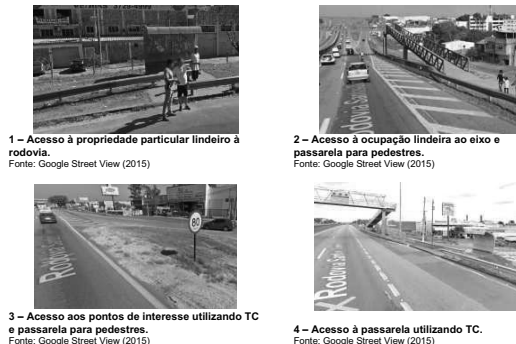 1 – Acesso à propriedade particular lindeiro à
rodovia.
Fonte: Google Street View (2015)
2 – Acesso à ocupação lindeira ao eixo e
passarela para pedestres.
Fonte: Google Street View (2015)
80
3 – Acesso aos pontos de interesse utilizando TC
e passarela para pedestres.
Fonte: Google Street View (2015)
4 – Acesso à passarela utilizando TC.
Fonte: Google Street View (2015)